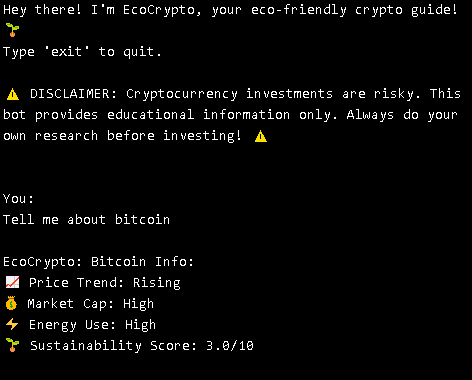 Hey there! I'm EcoCrypto, your eco-friendly crypto guide!
🌱
Type 'exit' to quit.
⚠️ DISCLAIMER: Cryptocurrency investments are risky. This
bot provides educational information only. Always do your
own research before investing! ⚠️
You:
Tell me about bitcoin
EcoCrypto: Bitcoin Info:
📈 Price Trend: Rising
💰 Market Cap: High
⚡ Energy Use: High
🌱 Sustainability Score: 3.0/10